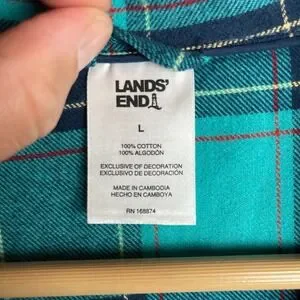 LANDS'
END
L
100% COTTON
100% ALGODÓN
EXCLUSIVE OF DECORATION
EXCLUSIVO DE DECORACIÓN
MADE IN CAMBODIA
HECHO EN CAMBOYA
RN 168874